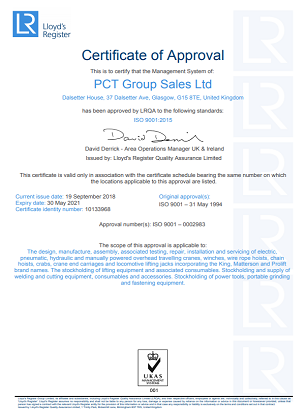 LR
Lloyd's
Register
LR
Certificate of Approval
This is to certify that the Management System of:
PCT Group Sales Ltd
Dalsetter House, 37 Dalsetter Ave, Glasgow, G15 8TE, United Kingdom
has been approved by LRQA to the following standards:
ISO 9001:2015
David Derrick
David Derrick - Area Operations Manager UK & Ireland
Issued by: Lloyd's Register Quality Assurance Limited
This certificate is valid only in association with the certificate schedule bearing the same number on which
the locations applicable to this approval are listed.
Current issue date: 19 September 2018
Expiry date: 30 May 2021
Certificate identity number: 10133968
Original approval(s):
ISO 9001 – 31 May 1994
Approval number(s): ISO 9001 – 0002983
The scope of this approval is applicable to:
The design, manufacture, assembly, associated testing, repair, installation and servicing of electric,
pneumatic, hydraulic and manually powered overhead travelling cranes, winches, wire rope hoists, chain
hoists, crabs, crane end carriages and locomotive lifting jacks incorporating the King, Matterson and Prolift
brand names. The stockholding of lifting equipment and associated consumables. Stockholding and supply of
welding and cutting equipment, consumables and accessories. Stockholding of power tools, portable grinding
and fastening equipment.
UKAS
MANAGEMENT
SYSTEMS
001